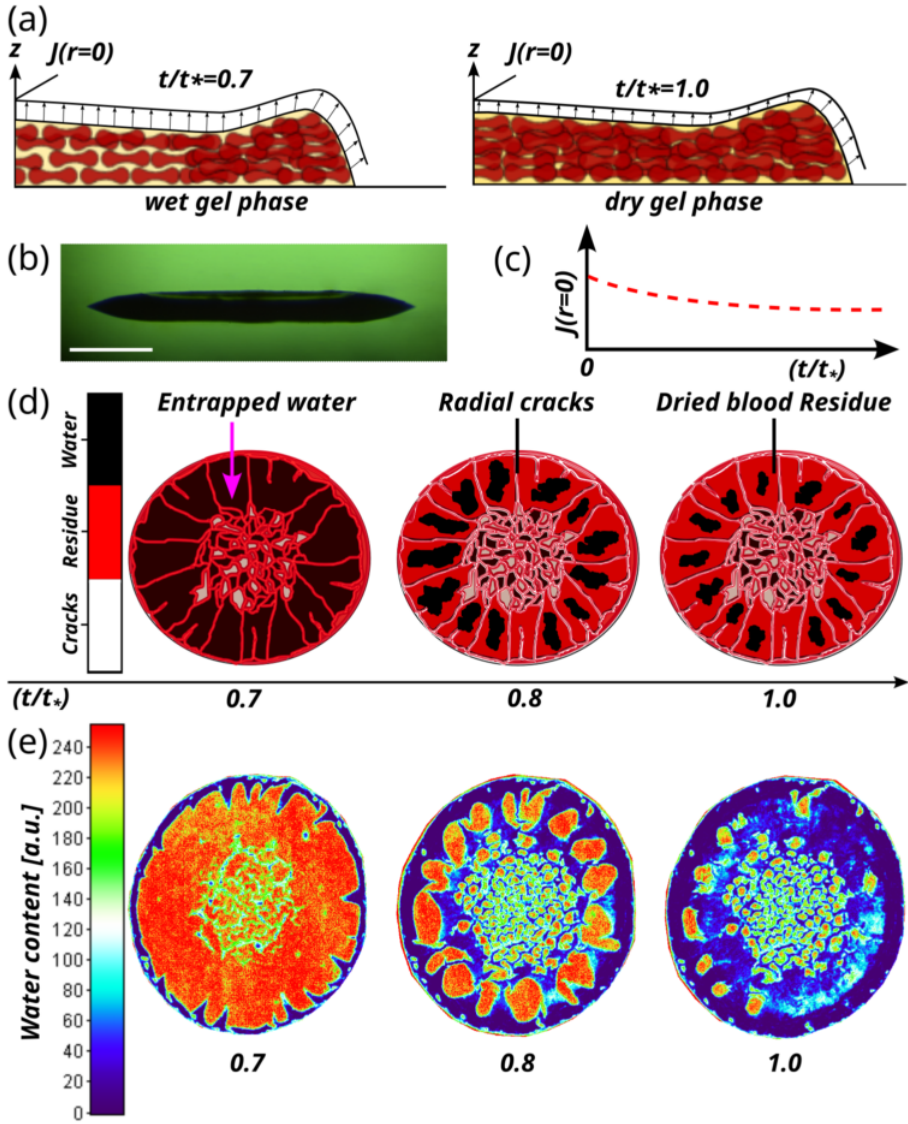 (a)
z
J(r=0)
t/t*=0.7
wet gel phase
z
J(r=0)
t/t*=1.0
dry gel phase
(b)
(c)
J(r=0)
0
(t/t*)
(d)
Water
Residue
Cracks
Entrapped water
Radial cracks
Dried blood Residue
(t/t*)
0.7
0.8
1.0
(e)
Water content [a.u.]
240
220
200
180
160
140
120
100
80
60
40
20
0
0.7
0.8
1.0